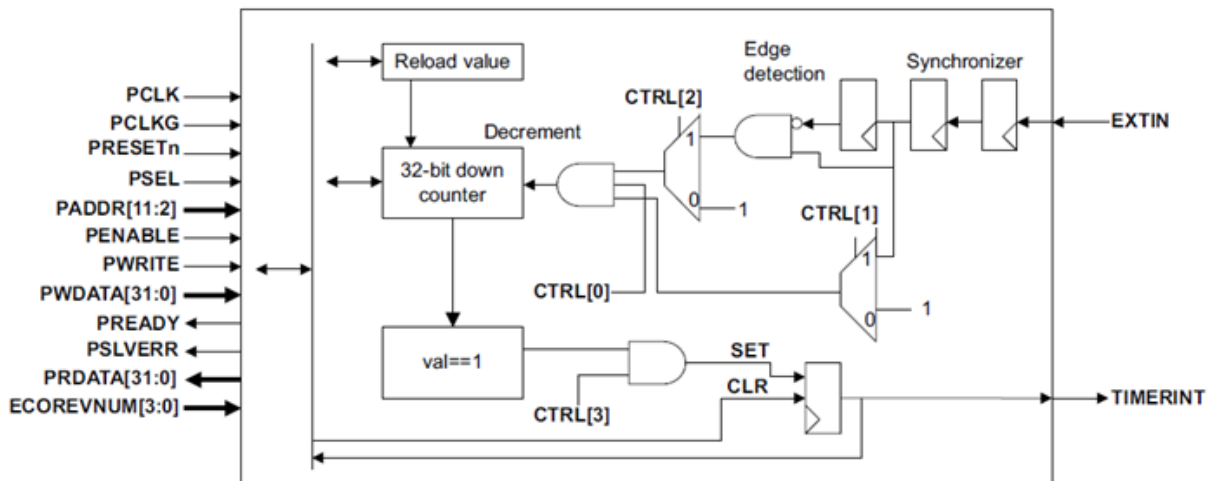 PCLK
PCLKG
PRESETn
PSEL
PADDR[11:2]
PENABLE
PWRITE
PWDATA[31:0]
PREADY
PSLVERR
PRDATA[31:0]
ECOREVNUM[3:0]
Reload value
Decrement
32-bit down
counter
val==1
CTRL[0]
CTRL[3]
CTRL[2]
1
0
1
Edge
detection
Synchronizer
EXTIN
CTRL[1]
1
0
1
SET
CLR
TIMERINT